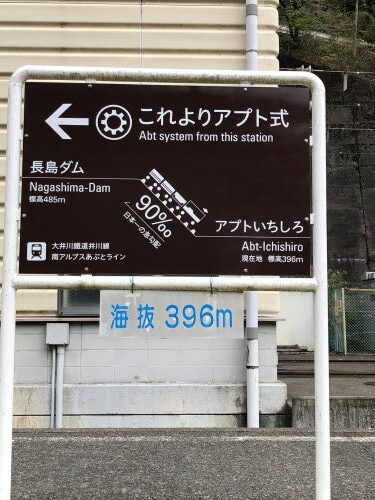 これよりアプト式
Abt system from this station
長島ダム
Nagashima-Dam
標高485m
90‰
日本一の急勾配
アプトいちしろ
Abt-Ichishiro
現在地 標高396m
大井川鐵道井川線
南アルプスあぷとライン
海抜 396m